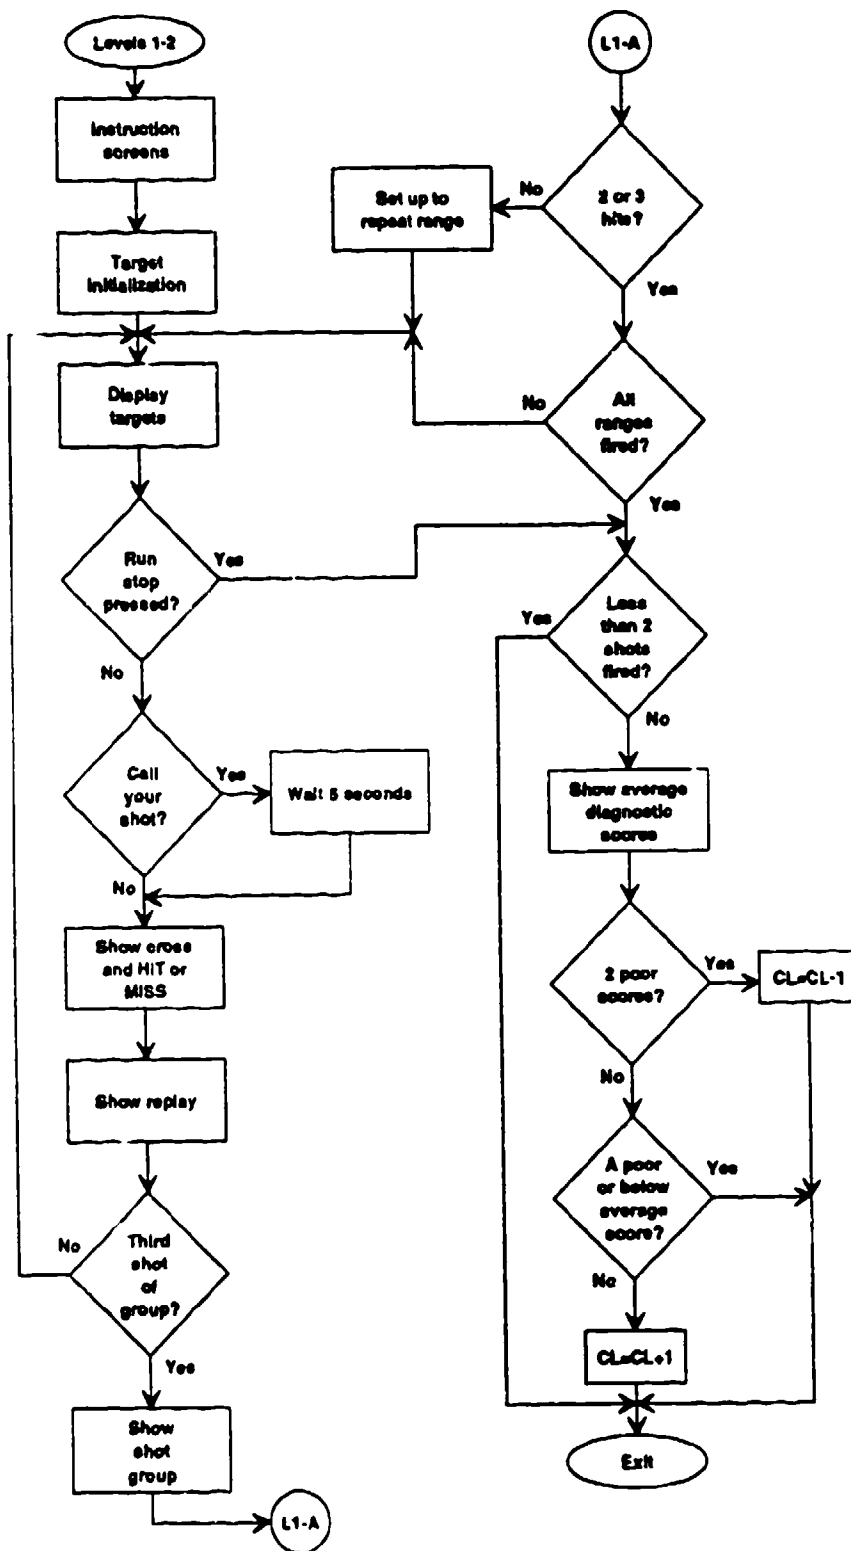 Levels 1-2
Instruction
screens
Target
initialization
Display
targets
Run
stop
pressed?
Yes
No
Call
your
shot?
Yes
Wait 5 seconds
No
Show cross
and HIT or
MISS
Show replay
Third
shot
of
group?
No
Yes
Show
shot
group
L1-A
L1-A
2 or 3
hits?
No
Set up to
repeat range
Yes
All
ranges
fired?
No
Yes
Less
than 2
shots
fired?
Yes
No
Show average
diagnostic
scores
2 poor
scores?
Yes
CL=CL-1
No
A poor
or below
average
score?
Yes
No
CL=CL+1
Exit